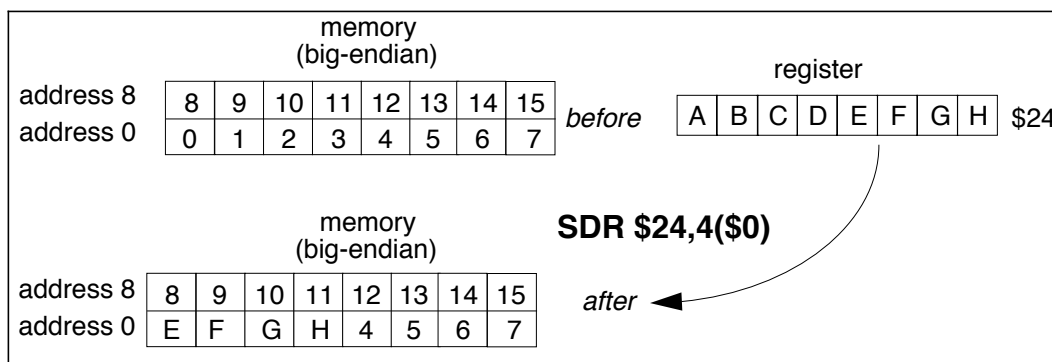 memory
(big-endian)
register
address 8 8 9 10 11 12 13 14 15
address 0 0 1 2 3 4 5 6 7
before
A B C D E F G H $24
SDR $24,4($0)
memory
(big-endian)
address 8 8 9 10 11 12 13 14 15
address 0 E F G H 4 5 6 7
after